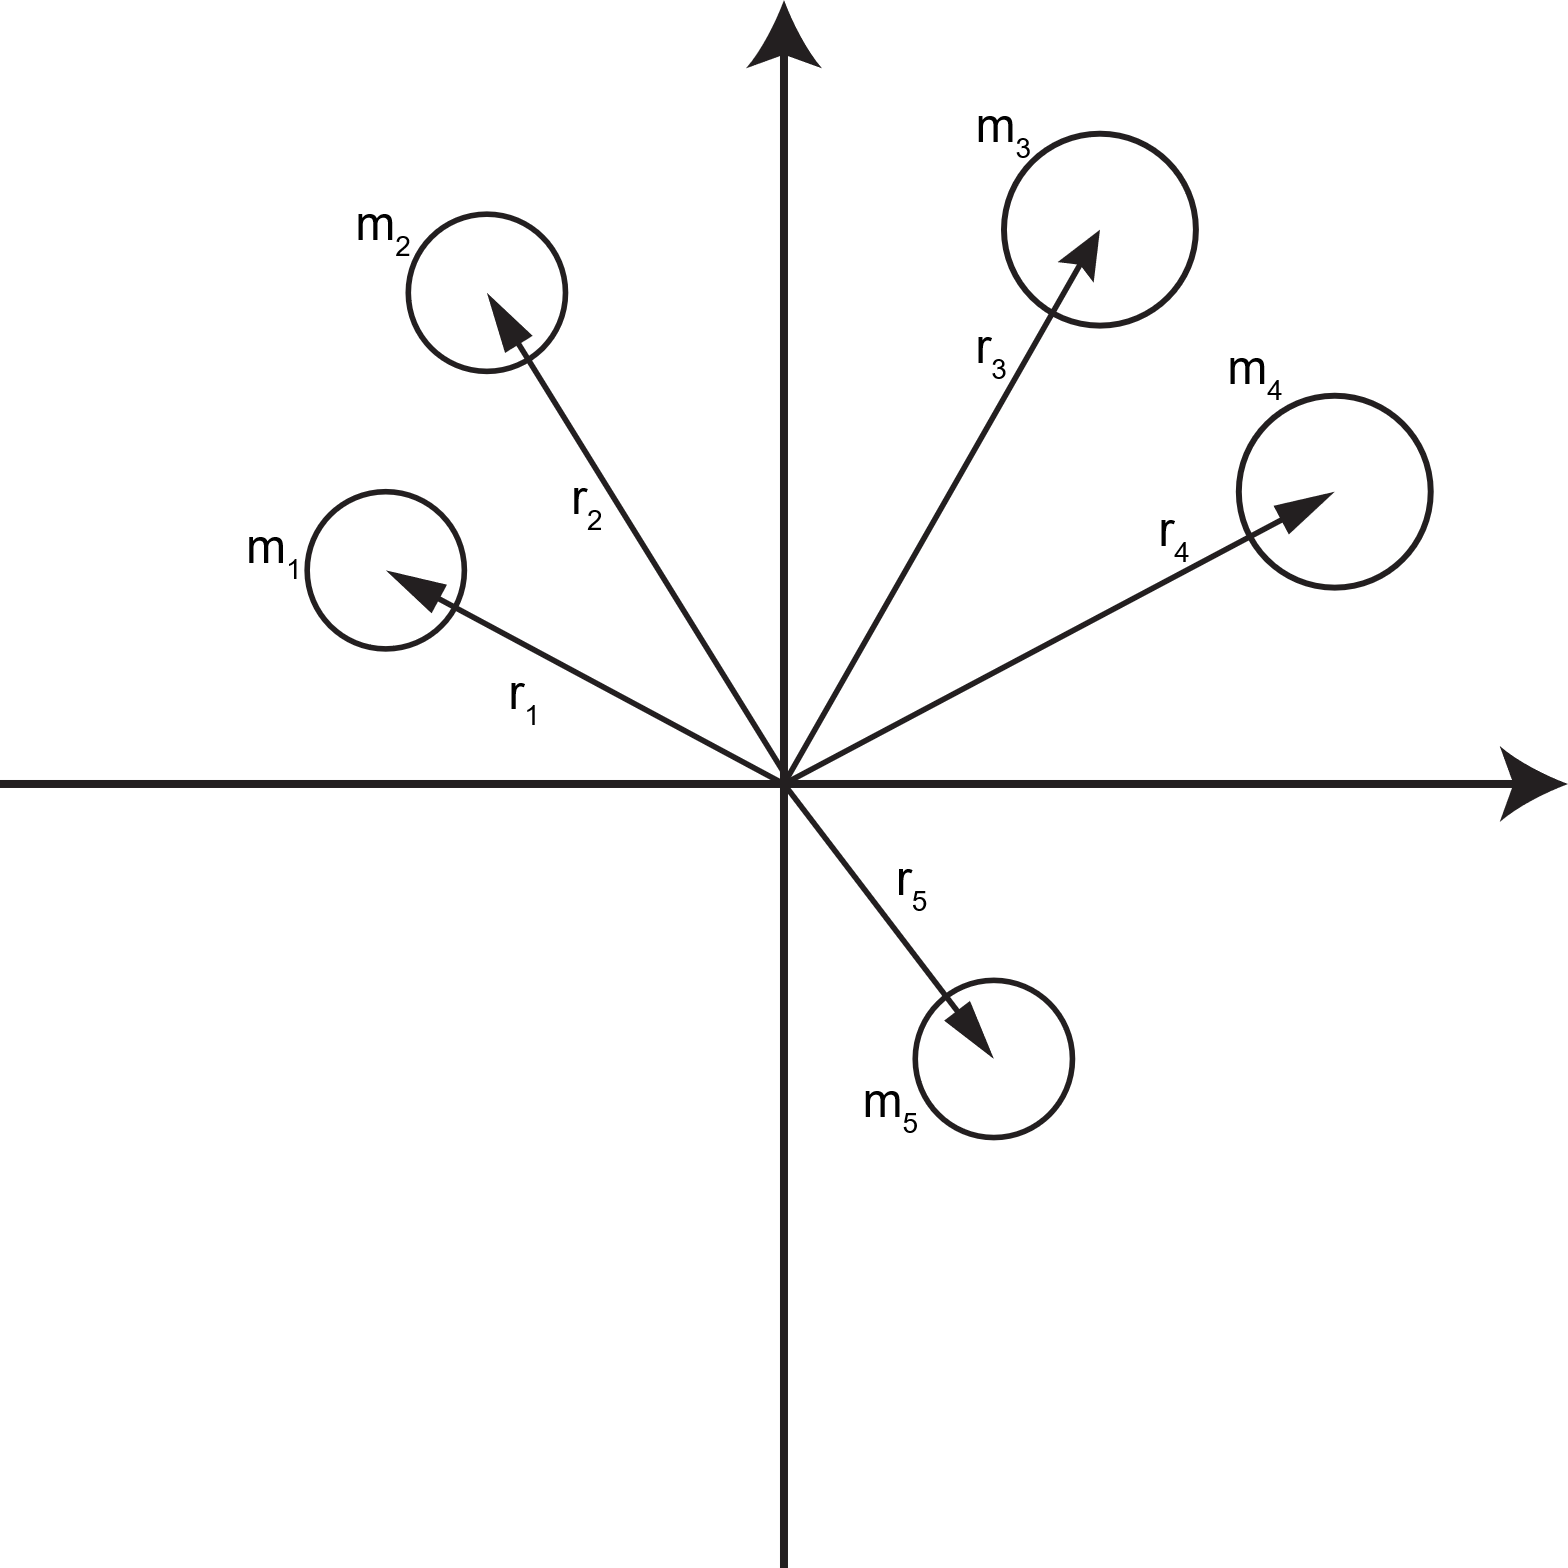 m₃
m₂
r₃
m₄
r₂
r₄
m₁
r₁
r₅
m₅